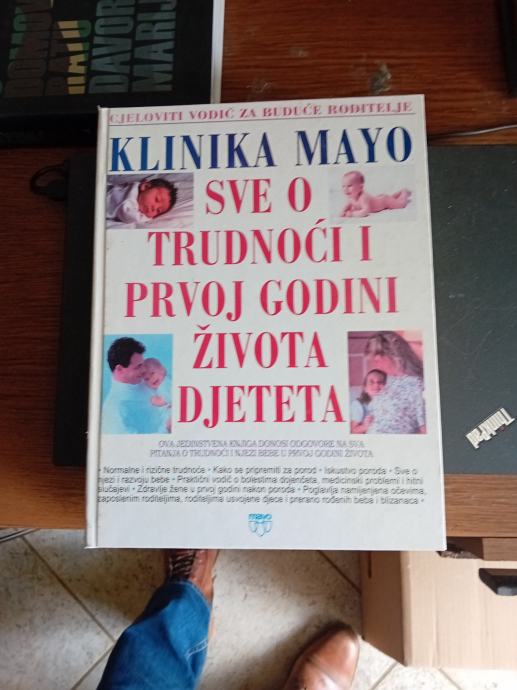 DAVOR
MARIJ
CJELOVITI VODIČ ZA BUDUĆE RODITELJE
KLINIKA MAYO
SVE O
TRUDNOĆI I
PRVOJ GODINI
ŽIVOTA
DJETETA
OVA JEDINSTVENA KNJIGA DONOSI ODGOVORE NA SVA
PITANJA O TRUDNOĆI I NJEZI BEBE U PRVOJ GODINI ŽIVOTA
• Normalne i rizične trudnoće • Kako se pripremiti za porod • Iskustvo poroda • Sve o
njezi i razvoju bebe • Praktični vodič o bolestima dojenčeta, medicinski problemi i hitni
slučajevi • Zdravlje žene u prvoj godini nakon poroda • Poglavlja namijenjena očevima,
zaposlenim roditeljima, roditeljima usvojene djece i prerano rođenih beba i blizanaca •
mayo
ThinkPad